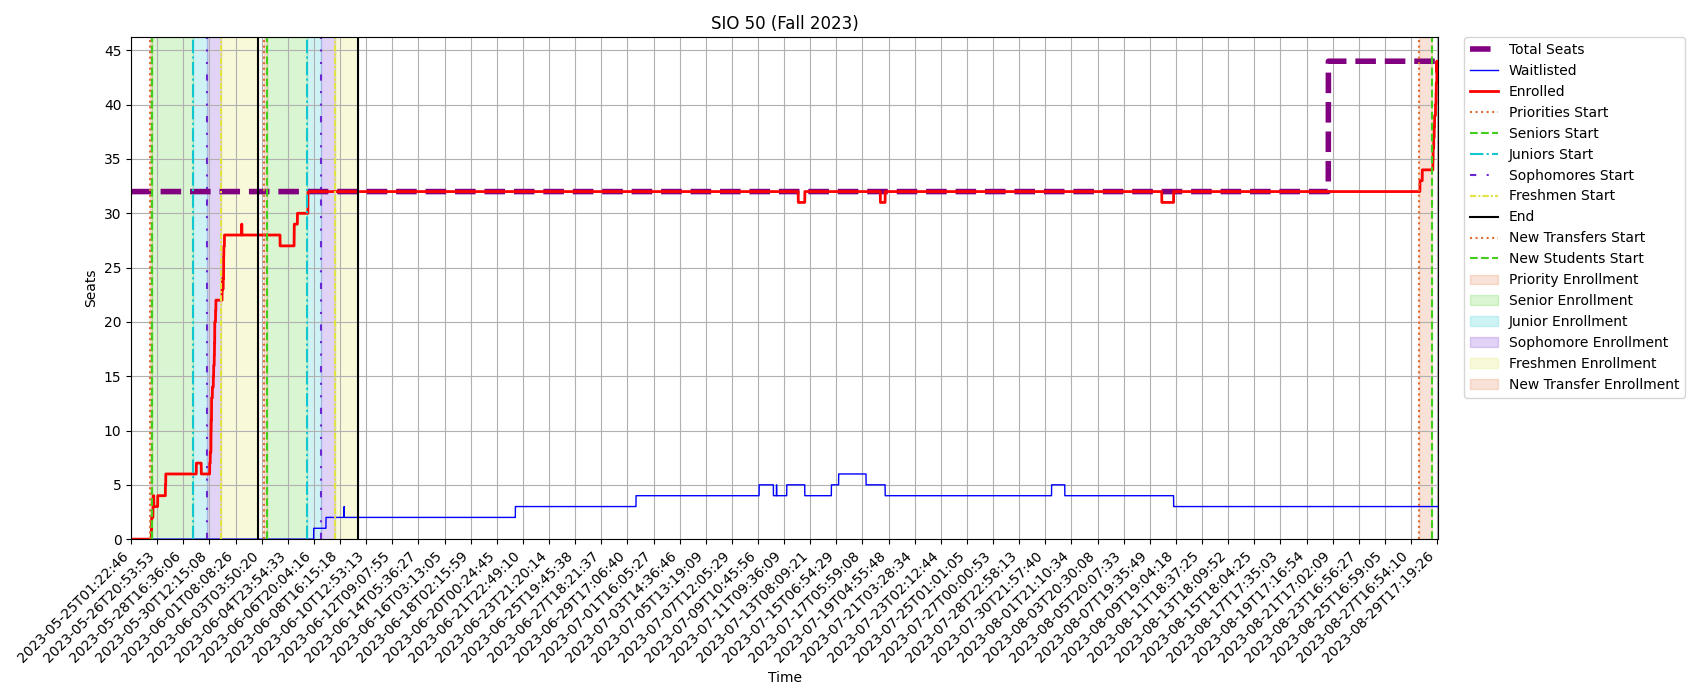 SIO 50 (Fall 2023)
Seats
45
40
35
30
25
20
15
10
5
0
2023-05-25T01:22:46
2023-05-26T20:53:53
2023-05-28T16:36:06
2023-05-30T12:15:08
2023-06-01T08:08:26
2023-06-03T03:50:20
2023-06-04T23:54:33
2023-06-06T20:04:16
2023-06-08T16:15:18
2023-06-10T12:53:13
2023-06-12T09:07:55
2023-06-14T05:36:27
2023-06-16T03:13:05
2023-06-18T02:15:59
2023-06-20T00:24:45
2023-06-21T22:49:10
2023-06-23T21:20:14
2023-06-25T19:45:38
2023-06-27T18:21:37
2023-06-29T17:06:40
2023-07-01T16:05:27
2023-07-03T14:36:46
2023-07-05T13:19:09
2023-07-07T12:05:29
2023-07-09T10:45:56
2023-07-11T09:36:09
2023-07-13T08:09:21
2023-07-15T06:54:29
2023-07-17T05:59:08
2023-07-19T04:55:48
2023-07-21T03:28:34
2023-07-23T02:12:44
2023-07-25T01:01:05
2023-07-27T00:00:53
2023-07-28T22:58:13
2023-07-30T21:57:40
2023-08-01T21:10:34
2023-08-03T20:30:08
2023-08-05T20:07:33
2023-08-07T19:35:49
2023-08-09T19:04:18
2023-08-11T18:37:25
2023-08-13T18:09:52
2023-08-15T18:04:25
2023-08-17T17:35:03
2023-08-19T17:16:54
2023-08-21T17:02:09
2023-08-23T16:56:27
2023-08-25T16:59:05
2023-08-27T16:54:10
2023-08-29T17:19:26
Time
Total Seats
Waitlisted
Enrolled
Priorities Start
Seniors Start
Juniors Start
Sophomores Start
Freshmen Start
End
New Transfers Start
New Students Start
Priority Enrollment
Senior Enrollment
Junior Enrollment
Sophomore Enrollment
Freshmen Enrollment
New Transfer Enrollment